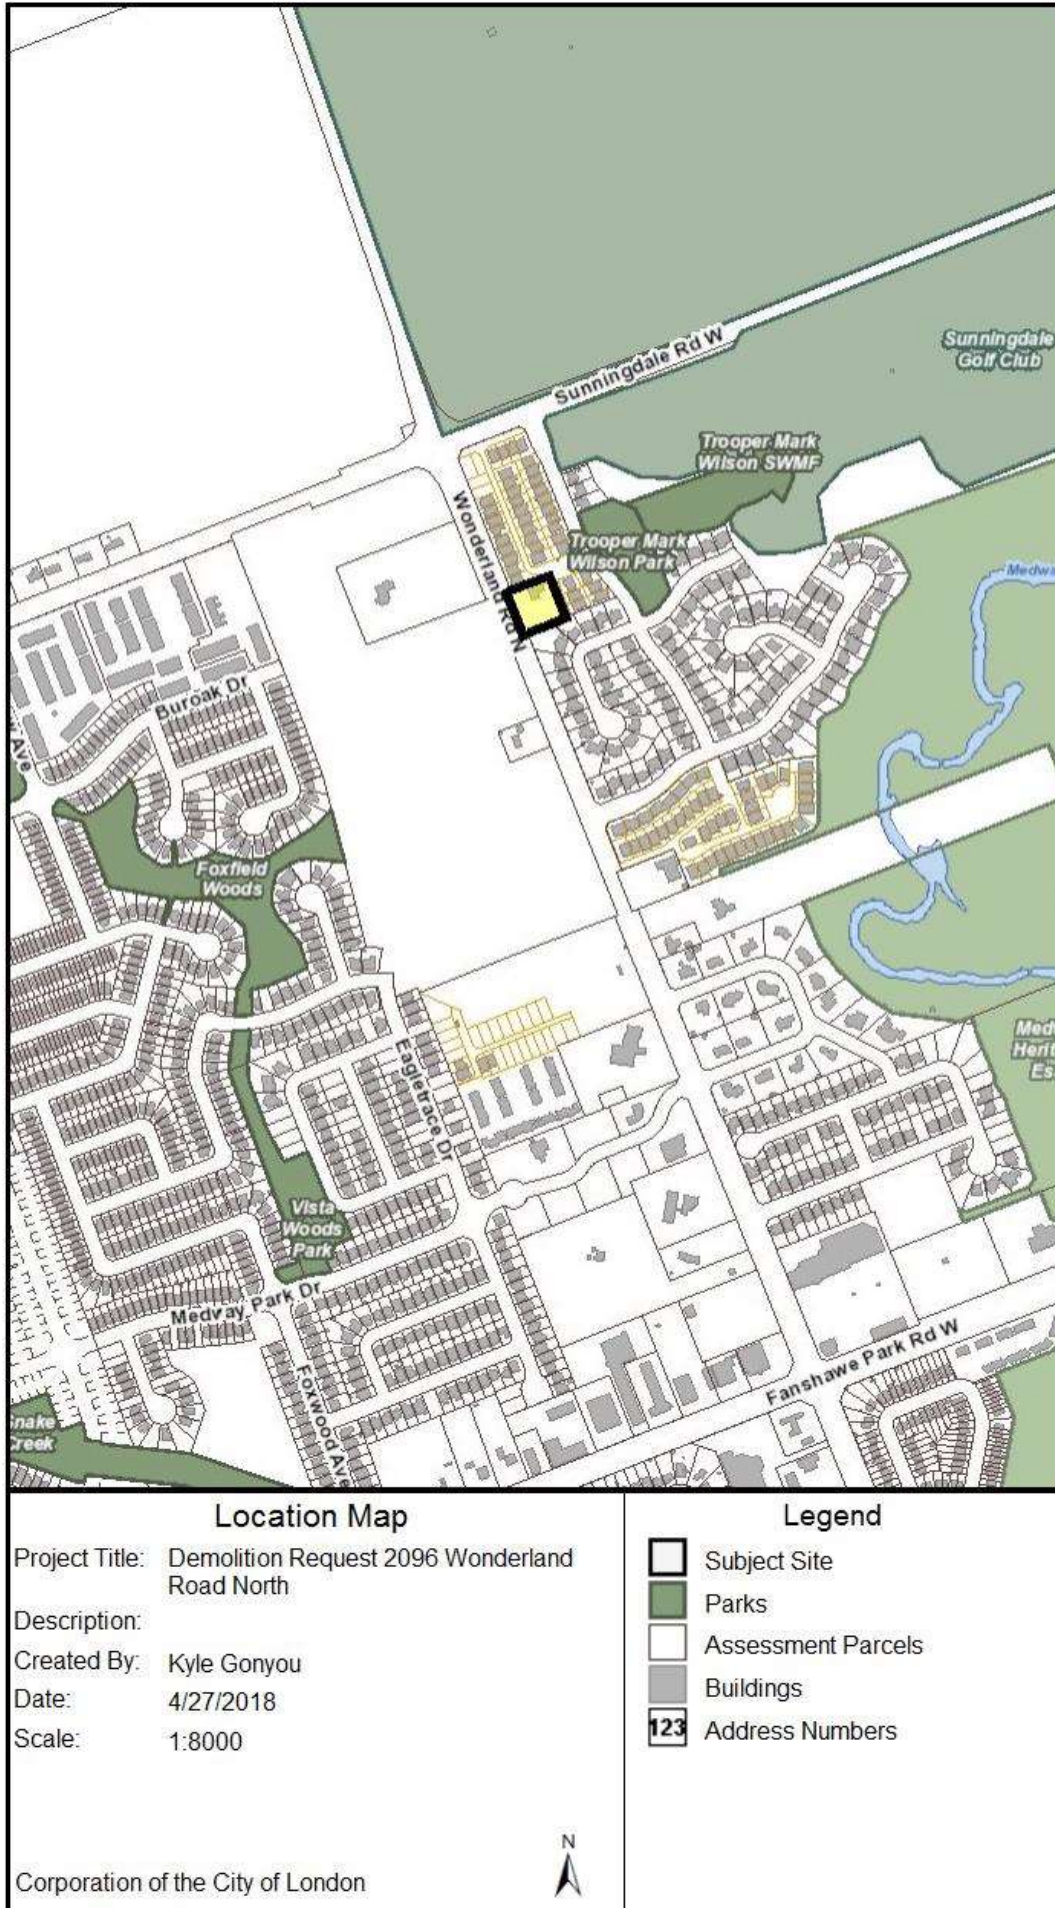 Sunningdale Rd W
Sunningdale
Golf Club
Trooper Mark
Wilson SWMF
Wonderland Rd N
Trooper Mark
Wilson Park
Buroak Dr
Ave
Foxfield
Woods
Eagletrace Dr
Vista
Woods
Park
Medway Park Dr
Foxwood Ave
Fanshawe Park Rd W
Location Map
Project Title: Demolition Request 2096 Wonderland
Road North
Description:
Created By: Kyle Gonyou
Date: 4/27/2018
Scale: 1:8000
N
Corporation of the City of London
Legend
Subject Site
Parks
Assessment Parcels
Buildings
123 Address Numbers